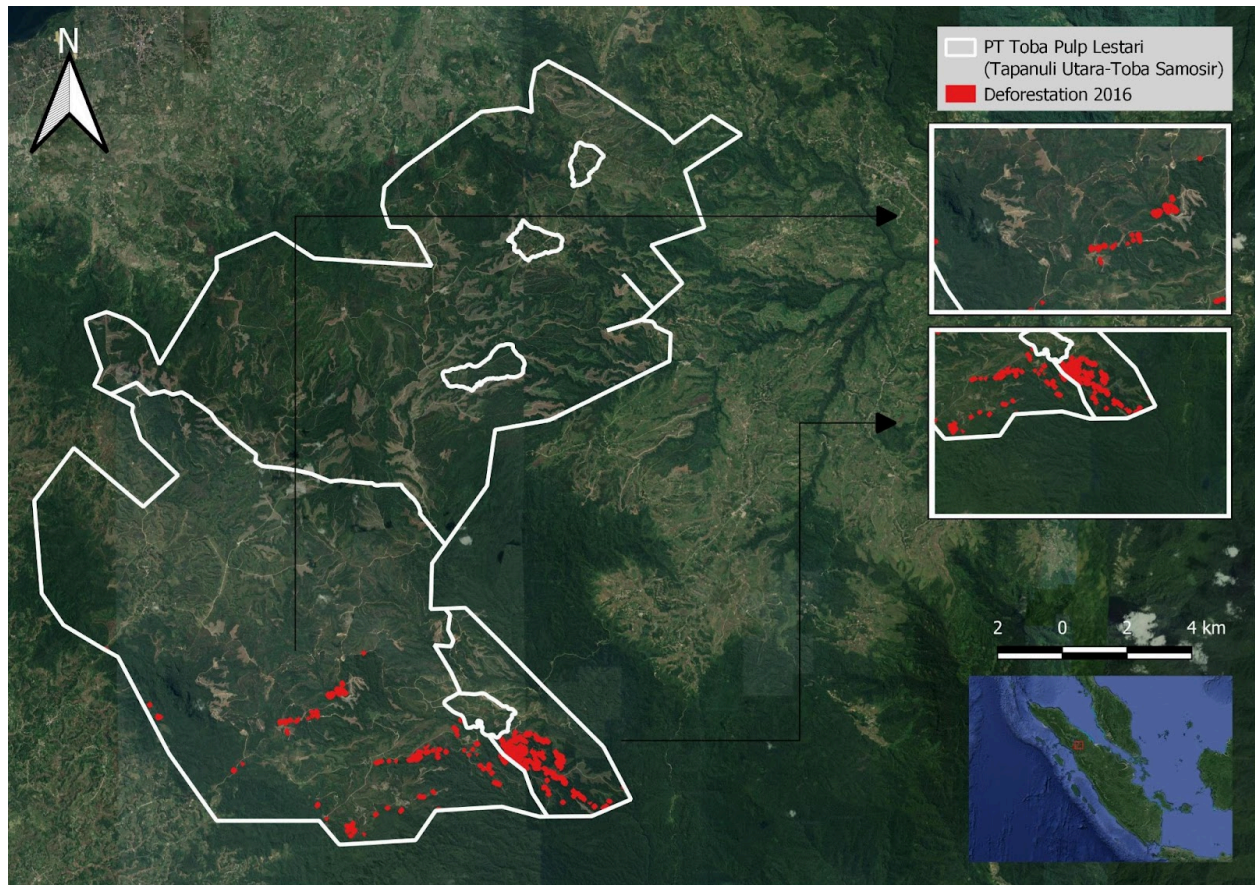 N
PT Toba Pulp Lestari
(Tapanuli Utara-Toba Samosir)
Deforestation 2016
2 0 2 4 km